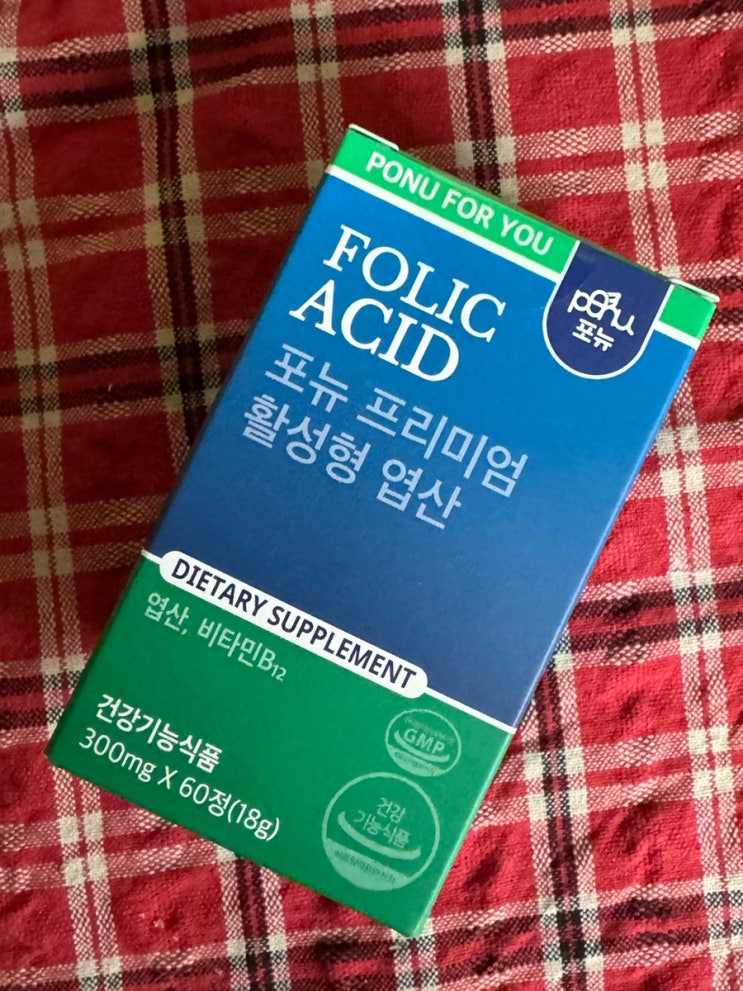 PONU FOR YOU
ponu
포뉴
FOLIC
ACID
포뉴 프리미엄
활성형 엽산
DIETARY SUPPLEMENT
엽산, 비타민B₁₂
건강기능식품
300mg X 60정(18g)
GMP
건강
기능식품